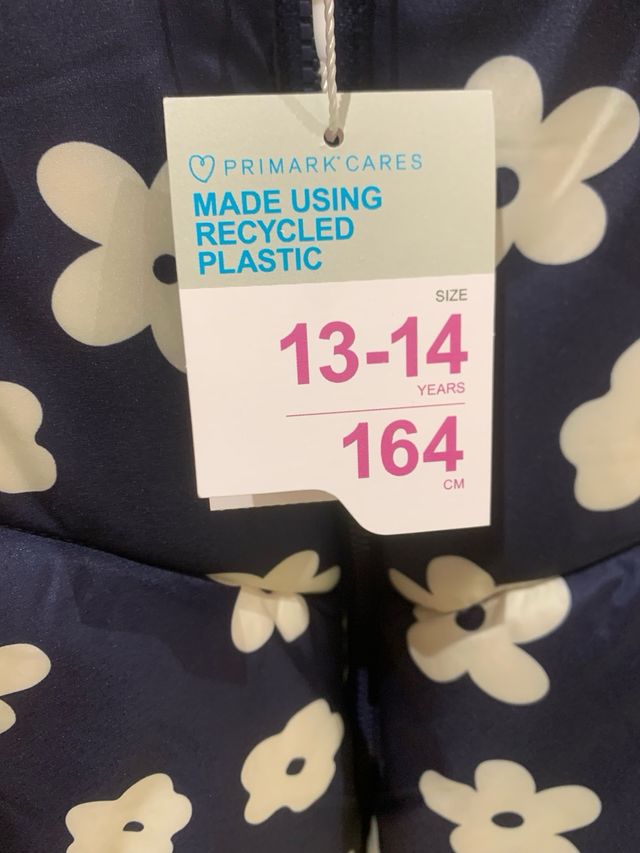 PRIMARK® CARES
MADE USING
RECYCLED
PLASTIC
SIZE
13-14
YEARS
164
CM